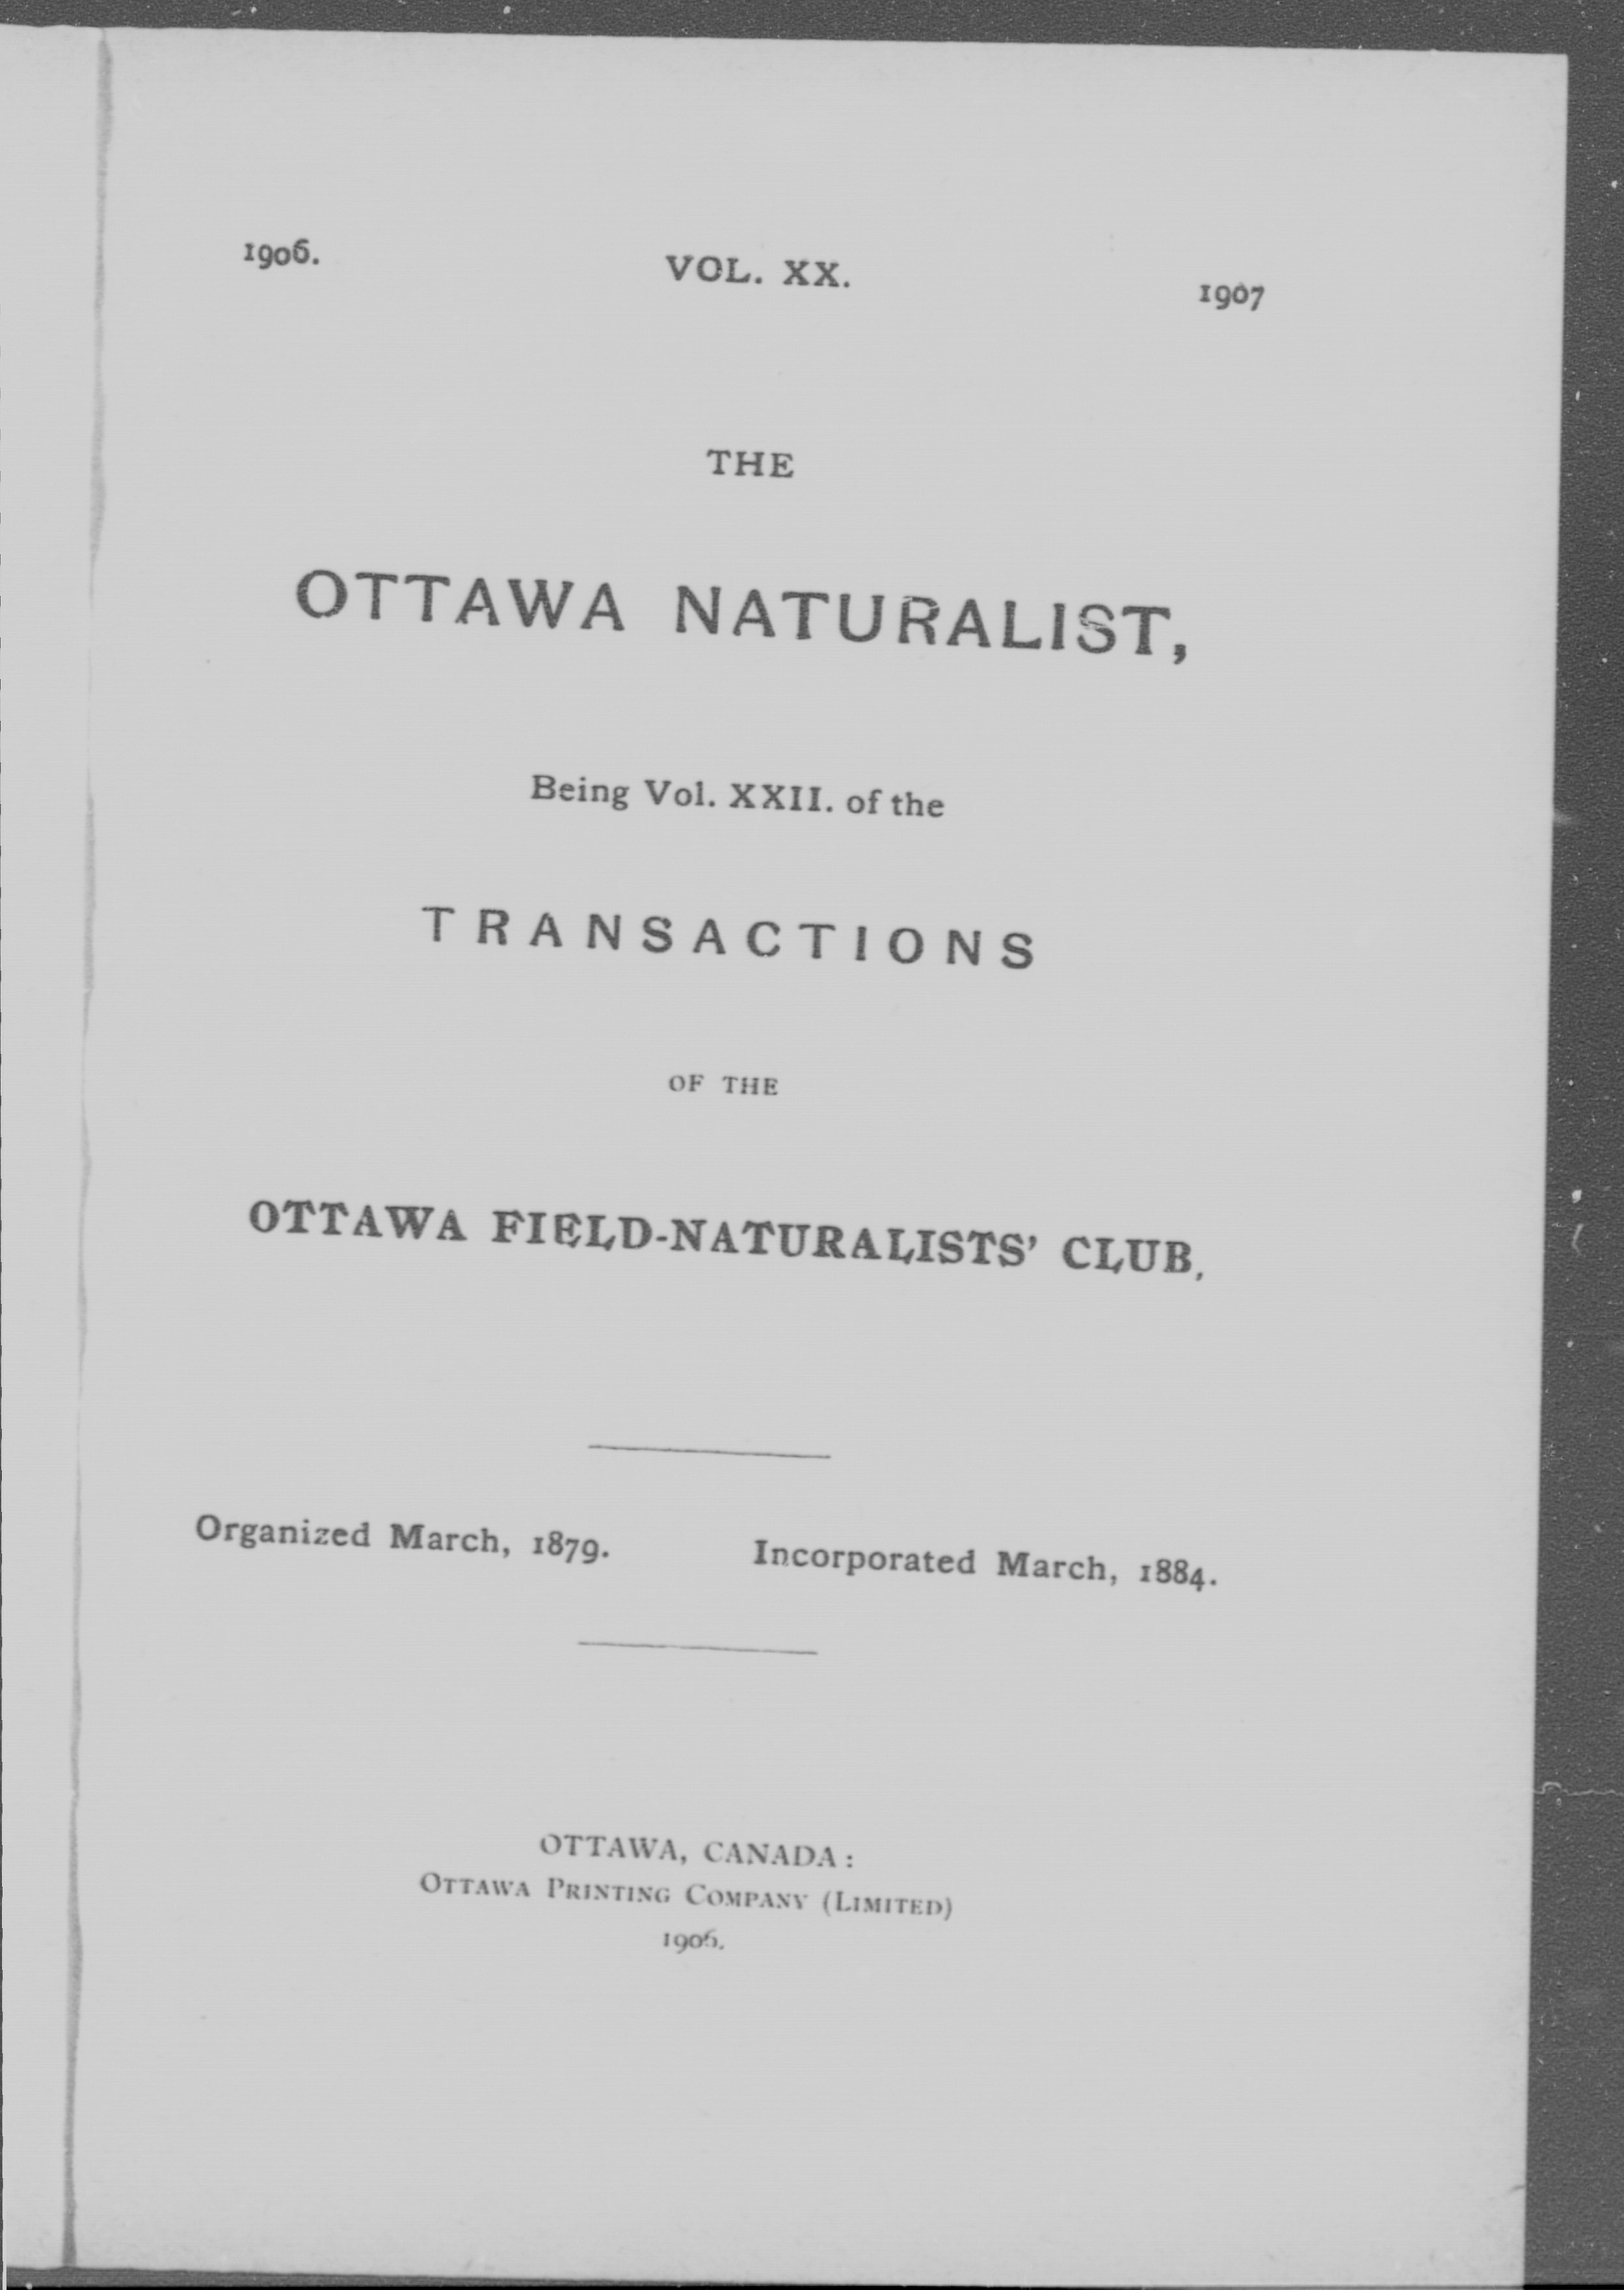 1906. VOL. XX. 1907
THE
OTTAWA NATURALIST,
Being Vol. XXII. of the
TRANSACTIONS
OF THE
OTTAWA FIELD-NATURALISTS' CLUB,
Organized March, 1879. Incorporated March, 1884.
OTTAWA, CANADA:
OTTAWA PRINTING COMPANY (LIMITED)
1906.